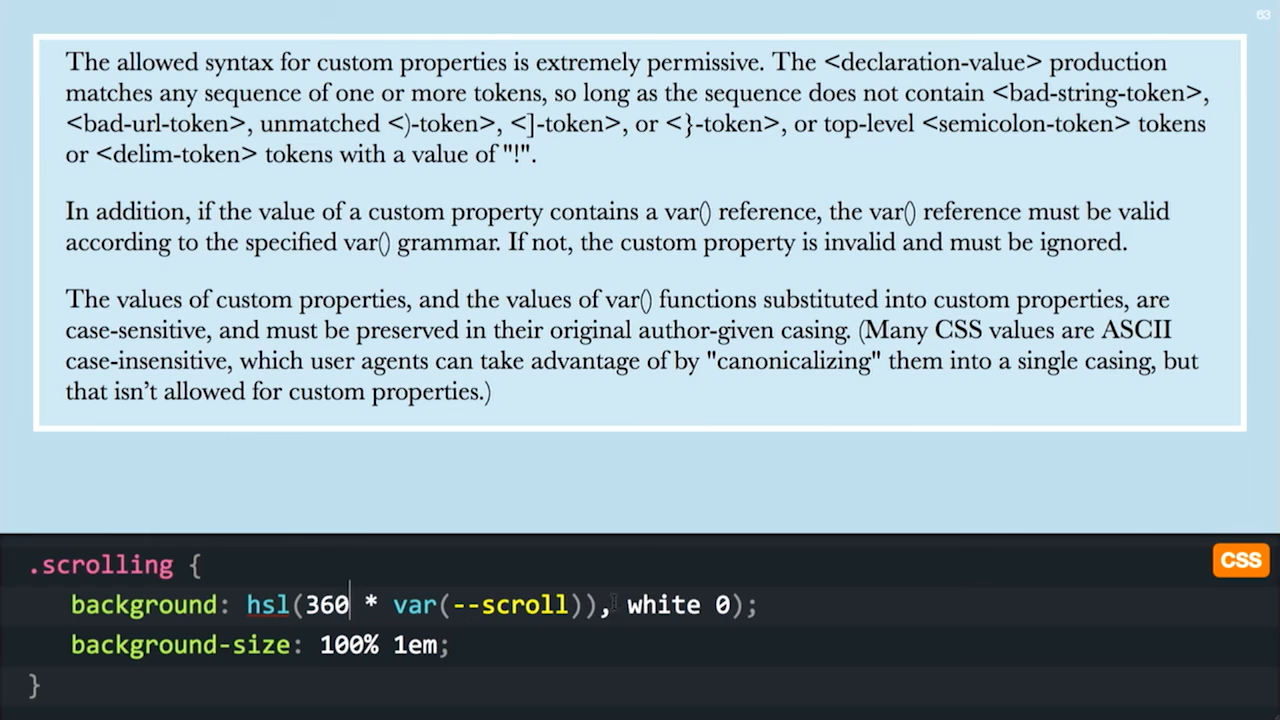 63
The allowed syntax for custom properties is extremely permissive. The <declaration-value> production
matches any sequence of one or more tokens, so long as the sequence does not contain <bad-string-token>,
<bad-url-token>, unmatched <)-token>, <]-token>, or <}-token>, or top-level <semicolon-token> tokens
or <delim-token> tokens with a value of "!".
In addition, if the value of a custom property contains a var() reference, the var() reference must be valid
according to the specified var() grammar. If not, the custom property is invalid and must be ignored.
The values of custom properties, and the values of var() functions substituted into custom properties, are
case-sensitive, and must be preserved in their original author-given casing. (Many CSS values are ASCII
case-insensitive, which user agents can take advantage of by "canonicalizing" them into a single casing, but
that isn’t allowed for custom properties.)
.scrolling {
CSS
background: hsl(360 * var(--scroll)), white 0);
background-size: 100% 1em;
}